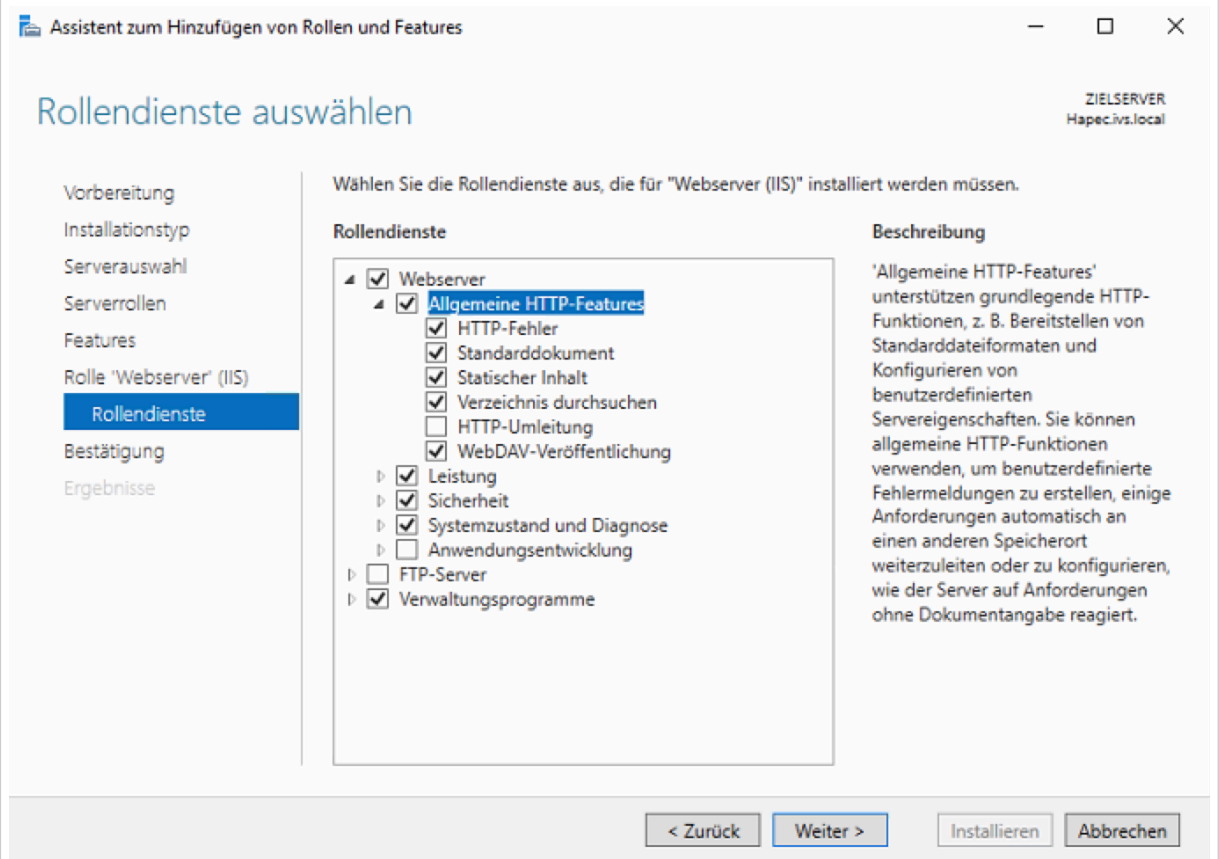 Assistent zum Hinzufügen von Rollen und Features
Rollendienste auswählen
ZIELSERVER
Hapec.ivs.local
Vorbereitung
Installationstyp
Serverauswahl
Serverrollen
Features
Rolle 'Webserver' (IIS)
Rollendienste
Bestätigung
Ergebnisse
Wählen Sie die Rollendienste aus, die für "Webserver (IIS)" installiert werden müssen.
Rollendienste
Webserver
Allgemeine HTTP-Features
HTTP-Fehler
Standarddokument
Statischer Inhalt
Verzeichnis durchsuchen
HTTP-Umleitung
WebDAV-Veröffentlichung
Leistung
Sicherheit
Systemzustand und Diagnose
Anwendungsentwicklung
FTP-Server
Verwaltungsprogramme
Beschreibung
'Allgemeine HTTP-Features'
unterstützen grundlegende HTTP-
Funktionen, z. B. Bereitstellen von
Standarddateiformaten und
Konfigurieren von
benutzerdefinierten
Servereigenschaften. Sie können
allgemeine HTTP-Funktionen
verwenden, um benutzerdefinierte
Fehlermeldungen zu erstellen, einige
Anforderungen automatisch an
einen anderen Speicherort
weiterzuleiten oder zu konfigurieren,
wie der Server auf Anforderungen
ohne Dokumentangabe reagiert.
< Zurück
Weiter >
Installieren
Abbrechen